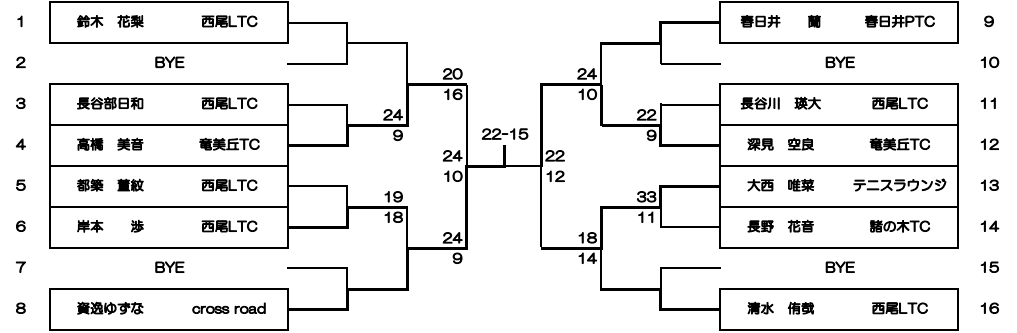 1 鈴木 花梨 西尾LTC
2 BYE
3 長谷部日和 西尾LTC
4 高橋 美音 竜美丘TC
5 都築 菫紋 西尾LTC
6 岸本 渉 西尾LTC
7 BYE
8 資逸ゆずな cross road
20
16
24
9
19
18
24
10
24
9
22-15
24
10
22
9
22
12
33
11
18
14
春日井 蘭 春日井PTC 9
BYE 10
長谷川 瑛大 西尾LTC 11
深見 空良 竜美丘TC 12
大西 唯菜 テニスラウンジ 13
長野 花音 諸の木TC 14
BYE 15
清水 侑哉 西尾LTC 16